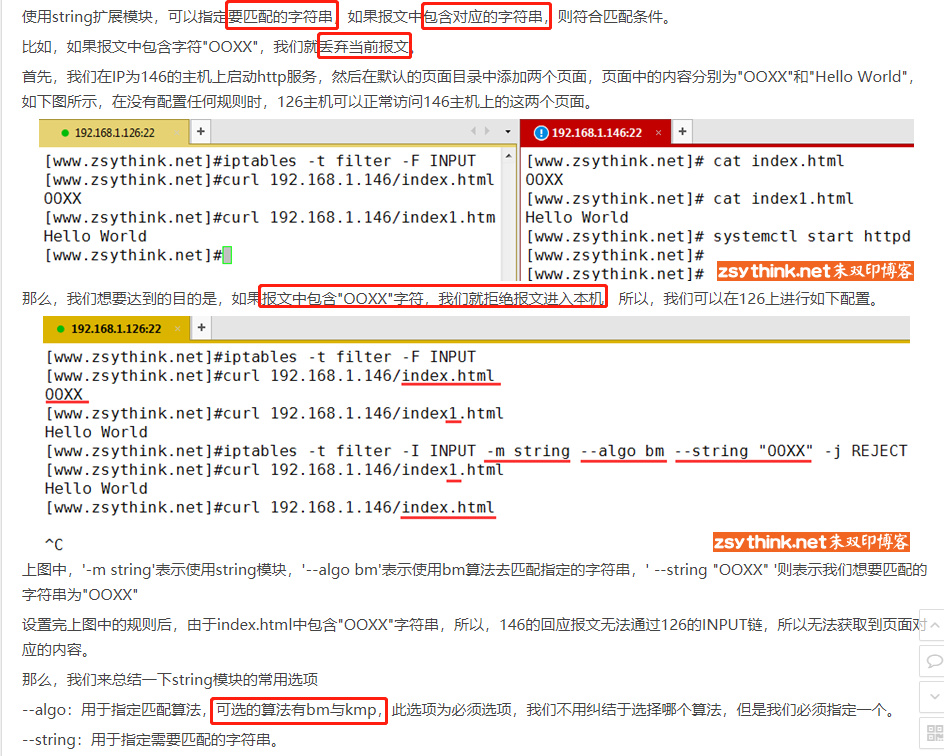 使用string扩展模块，可以指定要匹配的字符串，如果报文中包含对应的字符串，则符合匹配条件。
比如，如果报文中包含字符"OOXX"，我们就丢弃当前报文。
首先，我们在IP为146的主机上启动http服务，然后在默认的页面目录中添加两个页面，页面中的内容分别为"OOXX"和"Hello World"，
如下图所示，在没有配置任何规则时，126主机可以正常访问146主机上的这两个页面。
192.168.1.126:22 × +
[www.zsythink.net]#iptables -t filter -F INPUT
[www.zsythink.net]#curl 192.168.1.146/index.html
OOXX
[www.zsythink.net]#curl 192.168.1.146/index1.htm
Hello World
[www.zsythink.net]#
192.168.1.146:22 × +
[www.zsythink.net]# cat index.html
OOXX
[www.zsythink.net]# cat index1.html
Hello World
[www.zsythink.net]# systemctl start httpd
[www.zsythink.net]#
[www.zsythink.net]#
zsythink.net朱双印博客
那么，我们想要达到的目的是，如果报文中包含"OOXX"字符，我们就拒绝报文进入本机，所以，我们可以在126上进行如下配置。
192.168.1.126:22 × +
[www.zsythink.net]#iptables -t filter -F INPUT
[www.zsythink.net]#curl 192.168.1.146/index.html
OOXX
[www.zsythink.net]#curl 192.168.1.146/index1.html
Hello World
[www.zsythink.net]#iptables -t filter -I INPUT -m string --algo bm --string "OOXX" -j REJECT
[www.zsythink.net]#curl 192.168.1.146/index1.html
Hello World
[www.zsythink.net]#curl 192.168.1.146/index.html
^C
zsythink.net朱双印博客
上图中，'-m string'表示使用string模块，'--algo bm'表示使用bm算法去匹配指定的字符串，' --string "OOXX" '则表示我们想要匹配的
字符串为"OOXX"
设置完上图中的规则后，由于index.html中包含"OOXX"字符串，所以，146的回应报文无法通过126的INPUT链，所以无法获取到页面对
应的内容。
那么，我们来总结一下string模块的常用选项
--algo：用于指定匹配算法，可选的算法有bm与kmp，此选项为必须选项，我们不用纠结于选择哪个算法，但是我们必须指定一个。
--string：用于指定需要匹配的字符串。